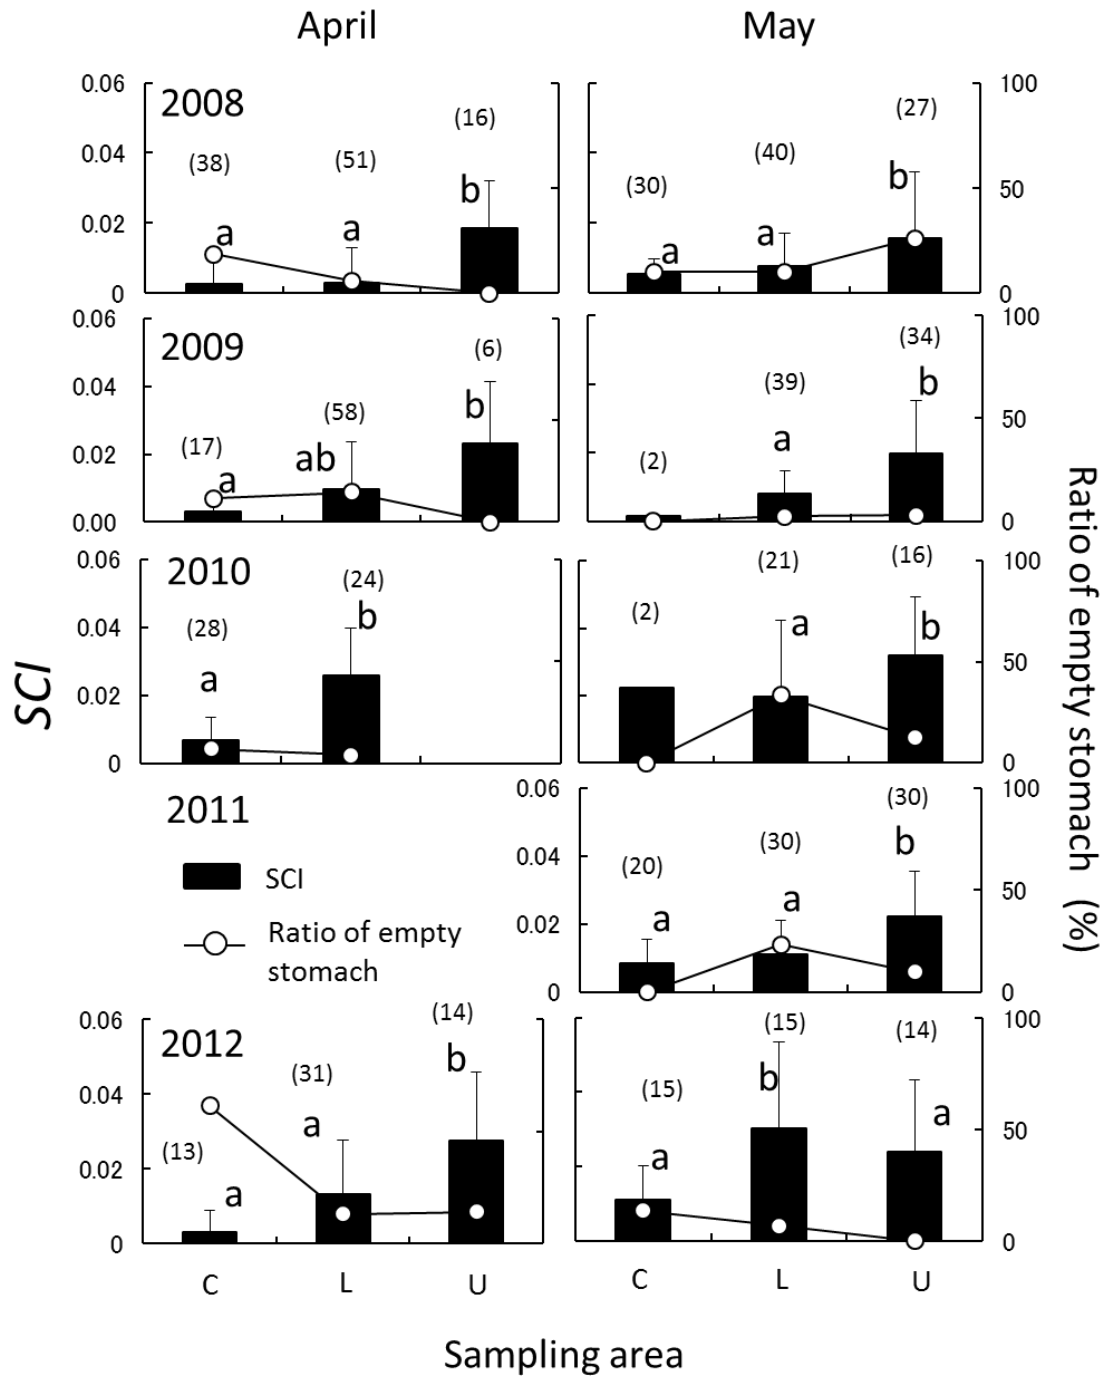 April May
0.06 2008 (16) (27) 100
0.04 (38) (51) b (30) (40) b 50
0.02 a a a a
0 0
0.06 2009 (6) (34) 100
0.04 (17) (58) b (2) (39) b 50
0.02 a ab a
0.00 0
0.06 2010 (24) (21) (16) 100
0.04 (28) b (2) a b 50
0.02 a
0 0
2011 0.06 (30) 100
SCI 0.04 (20) (30) b 50
Ratio of empty 0.02 a a
stomach 0 0
0.06 2012 (14) (15) (14) 100
0.04 (31) b (15) b a 50
0.02 (13) a a
0 a 0
C L U C L U
Sampling area
SCI
Ratio of empty stomach (%)